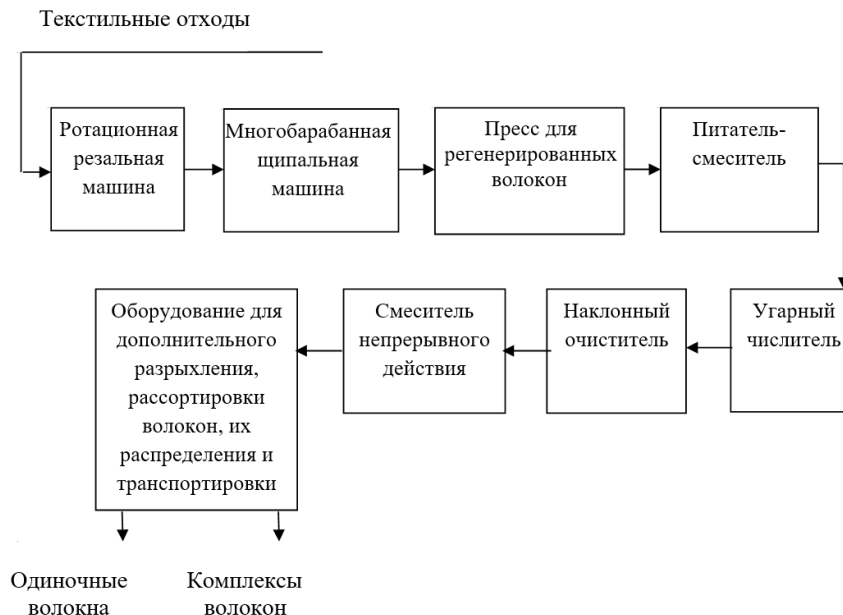 Текстильные отходы
Ротационная
резальная
машина
Многобарабанная
щипальная
машина
Пресс для
регенерированных
волокон
Питатель-
смеситель
Угарный
числитель
Наклонный
очиститель
Смеситель
непрерывного
действия
Оборудование для
дополнительного
разрыхления,
рассортировки
волокон, их
распределения и
транспортировки
Одиночные
волокна
Комплексы
волокон